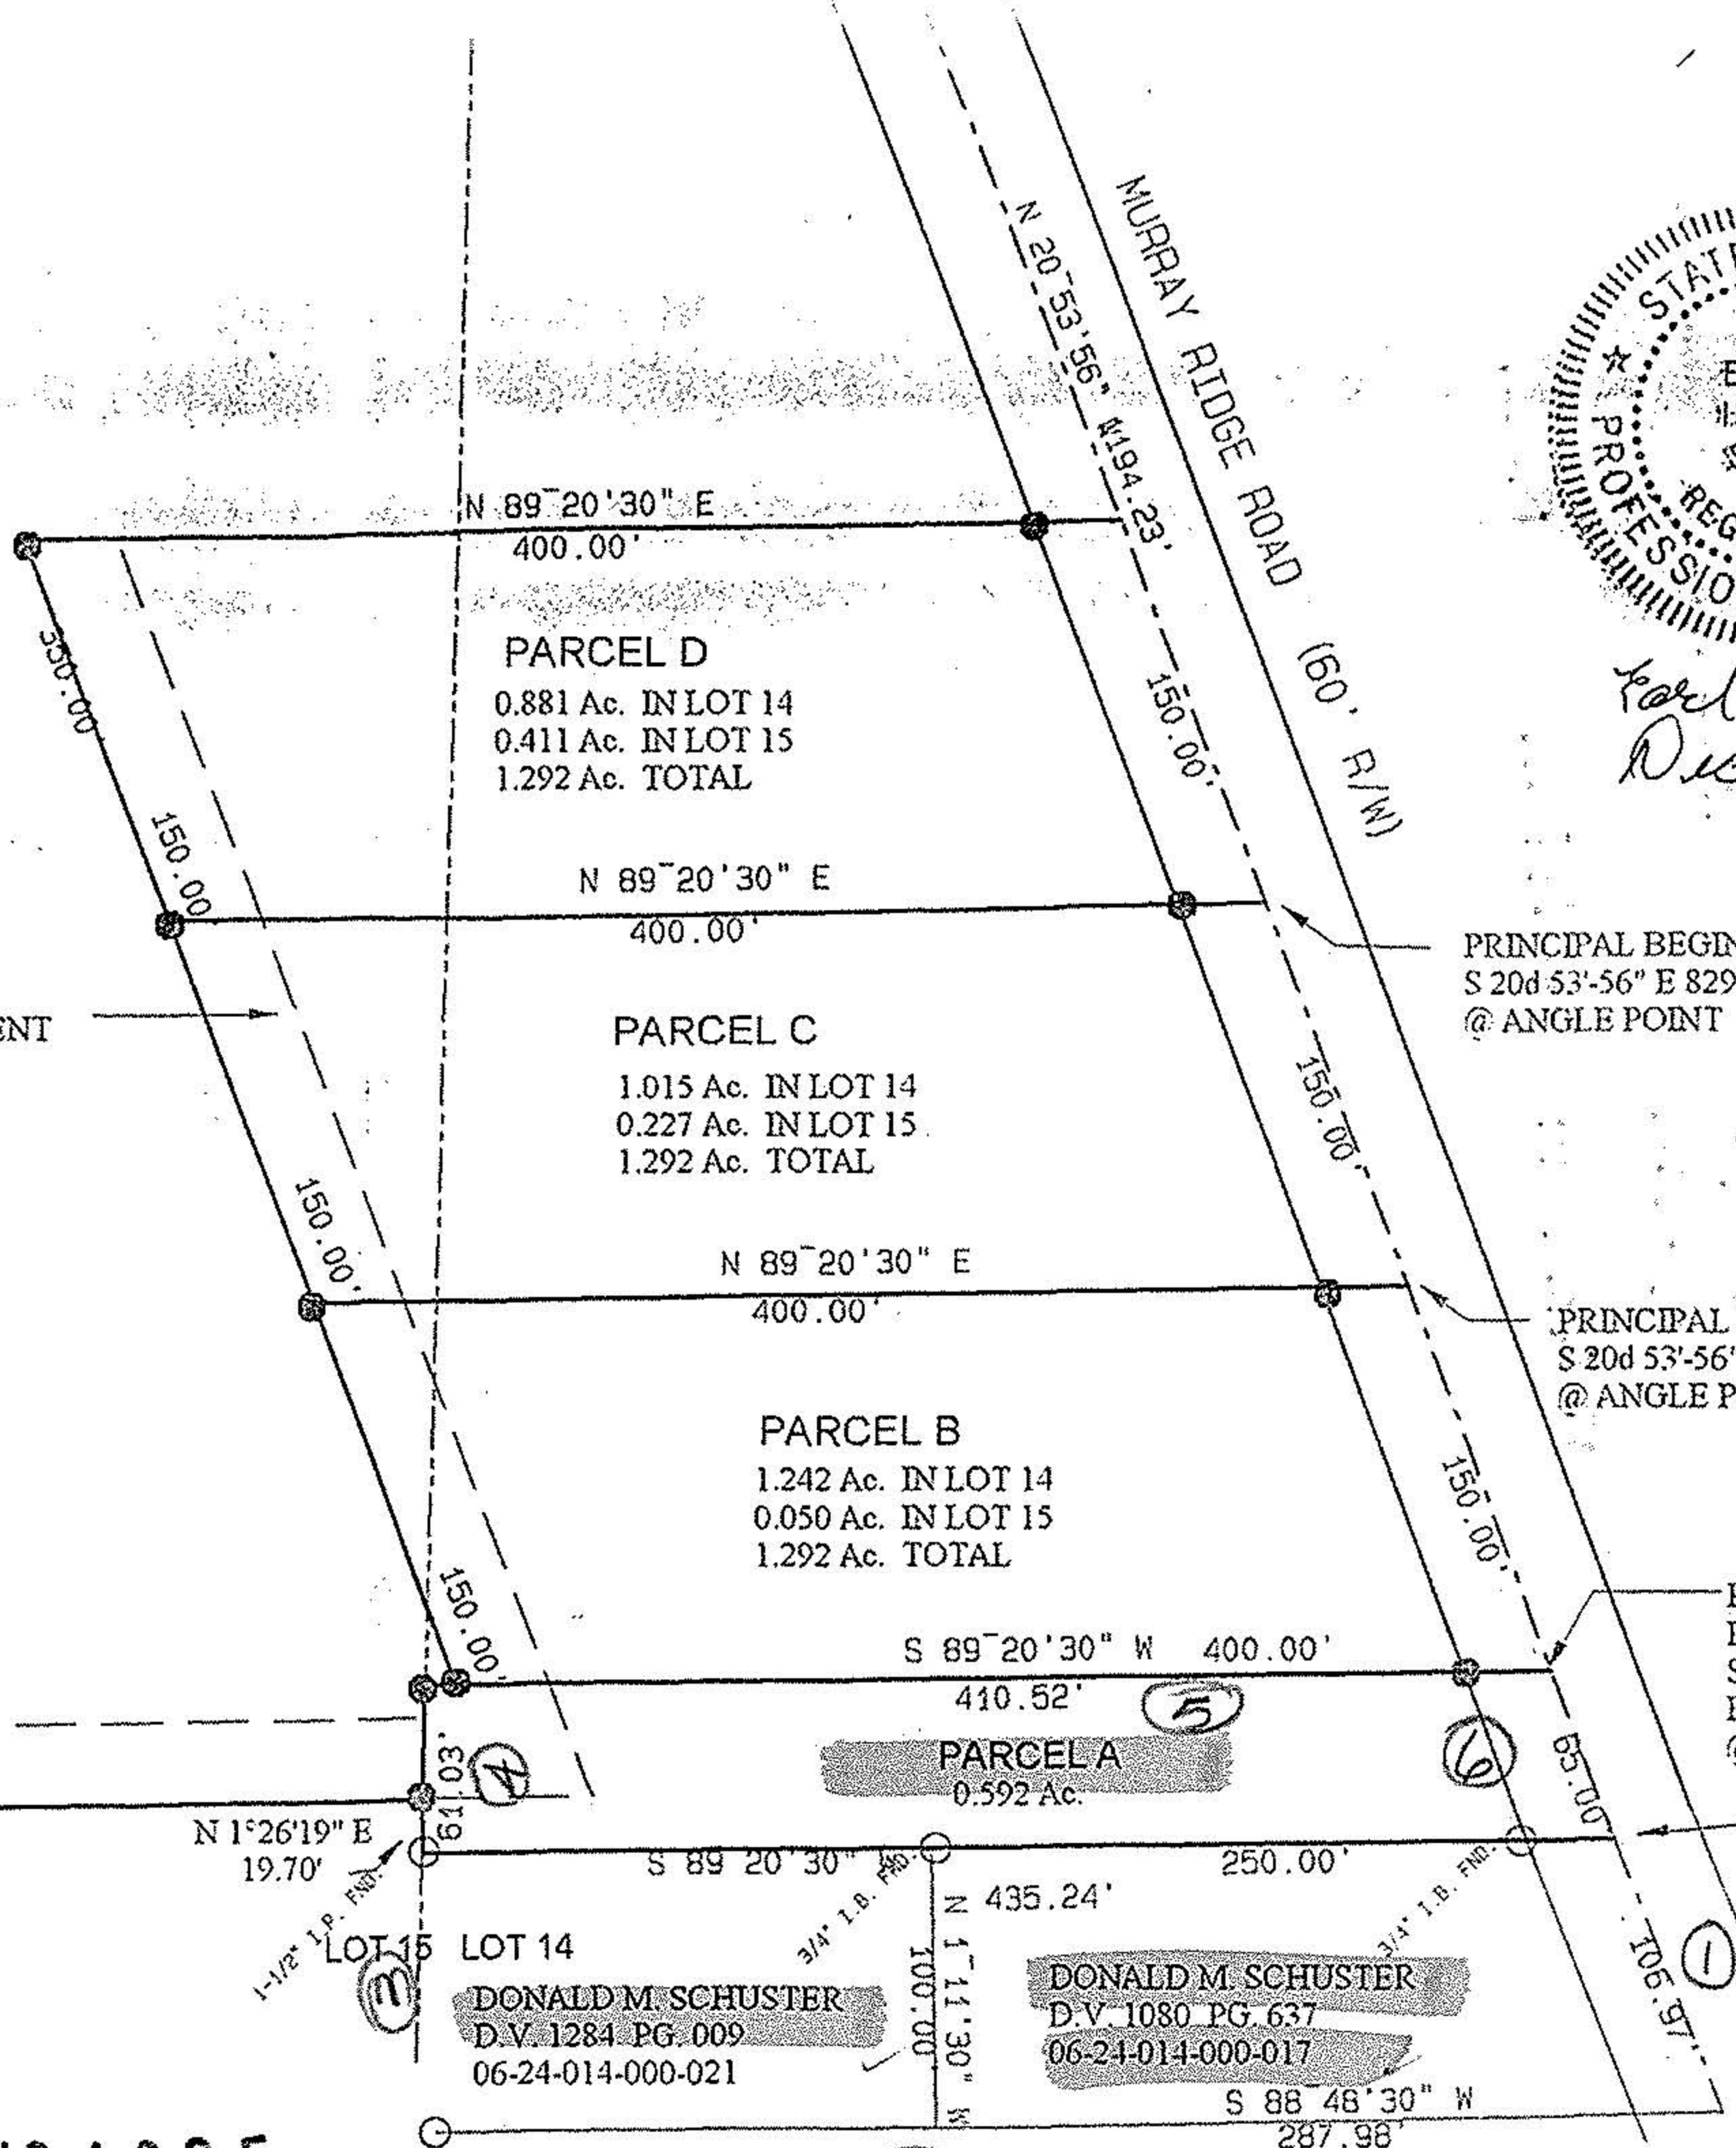 MURRAY RIDGE ROAD (60' R/W)
N 20‾53'56" W 194.23'
STATE
★ PROFESSIO
REG
N 89‾20'30" E
400.00'
PARCEL D
0.881 Ac. IN LOT 14
0.411 Ac. IN LOT 15
1.292 Ac. TOTAL
150.00'
150.00'
N 89‾20'30" E
400.00'
PRINCIPAL BEGIN
S 20d 53'-56" E 829
@ ANGLE POINT
ENT
PARCEL C
1.015 Ac. IN LOT 14
0.227 Ac. IN LOT 15
1.292 Ac. TOTAL
150.00'
150.00'
N 89‾20'30" E
400.00'
PRINCIPAL
S 20d 53'-56"
@ ANGLE P
PARCEL B
1.242 Ac. IN LOT 14
0.050 Ac. IN LOT 15
1.292 Ac. TOTAL
150.00'
150.00'
S 89‾20'30" W 400.00'
410.52'
5
PARCEL A
0.592 Ac.
61.03'
4
6
65.00'
N 1°26'19" E
19.70'
S 89 20'30"
250.00'
435.24'
1-1/2" I.P. FND.
3/4" I.B. FND.
3/4" I.B. FND.
LOT 15 LOT 14
3
DONALD M. SCHUSTER
D.V. 1284 PG. 009
06-24-014-000-021
N 1‾11'30" W
100.00'
DONALD M. SCHUSTER
D.V. 1080 PG. 637
06-24-014-000-017
106.97'
1
S 88‾48'30" W
287.98'